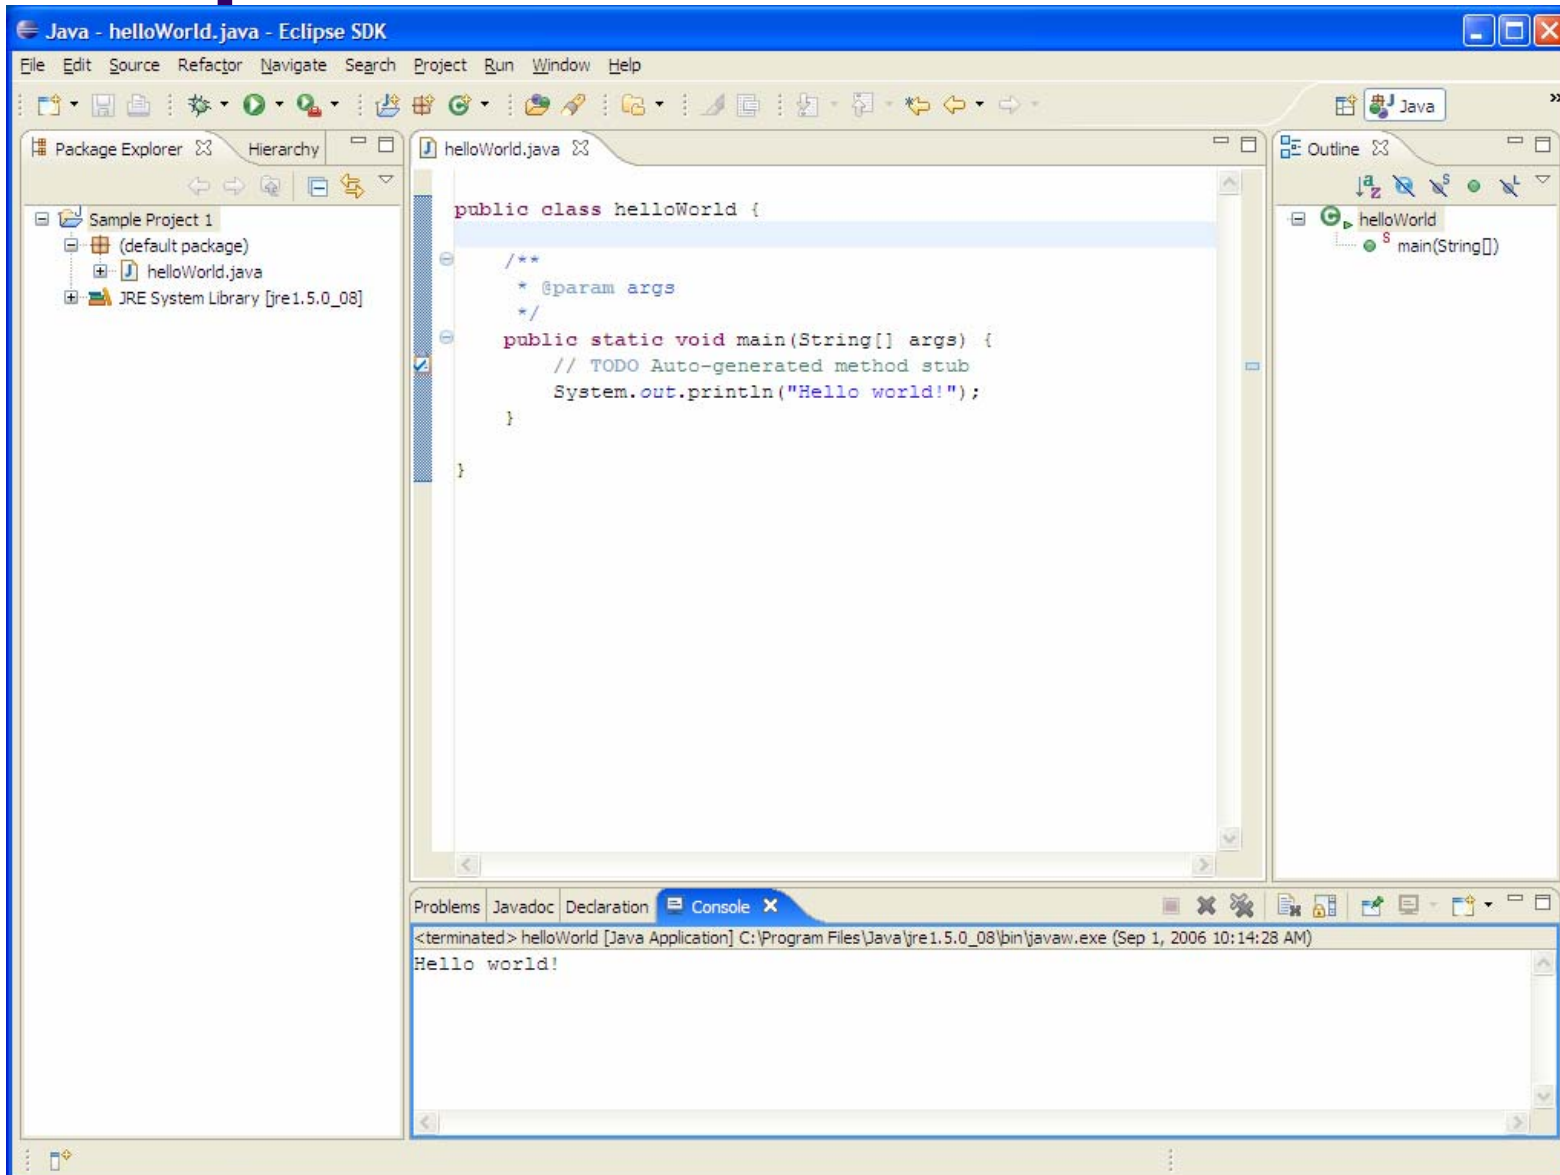 Java - helloWorld.java - Eclipse SDK
File Edit Source Refactor Navigate Search Project Run Window Help
Java »
Package Explorer Hierarchy
Sample Project 1
(default package)
helloWorld.java
JRE System Library [jre1.5.0_08]
helloWorld.java
public class helloWorld {
/**
* @param args
*/
public static void main(String[] args) {
// TODO Auto-generated method stub
System.out.println("Hello world!");
}
}
Outline
helloWorld
main(String[])
Problems Javadoc Declaration Console
<terminated> helloWorld [Java Application] C:\Program Files\Java\jre1.5.0_08\bin\javaw.exe (Sep 1, 2006 10:14:28 AM)
Hello world!